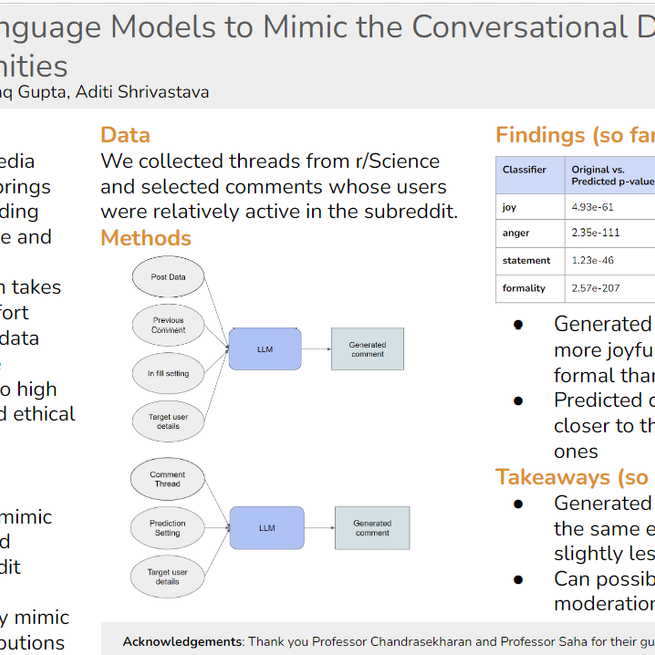 nguage Models to Mimic the Conversational D
nities
aq Gupta, Aditi Shrivastava
edia
brings
ding
e and
n takes
fort
data
o high
d ethical
mimic
d
dit
y mimic
butions
Data
We collected threads from r/Science
and selected comments whose users
were relatively active in the subreddit.
Methods
Post Data
Previous
Comment
In fill setting
Target user
details
LLM
Generated
comment
Comment
Thread
Prediction
Setting
Target user
details
LLM
Generated
comment
Findings (so far
Classifier Original vs.
Predicted p-value
joy 4.93e-61
anger 2.35e-111
statement 1.23e-46
formality 2.57e-207
● Generated
more joyfu
formal than
● Predicted c
closer to th
ones
Takeaways (so
● Generated
the same e
slightly les
● Can possib
moderation
Acknowledgements: Thank you Professor Chandrasekharan and Professor Saha for their gu